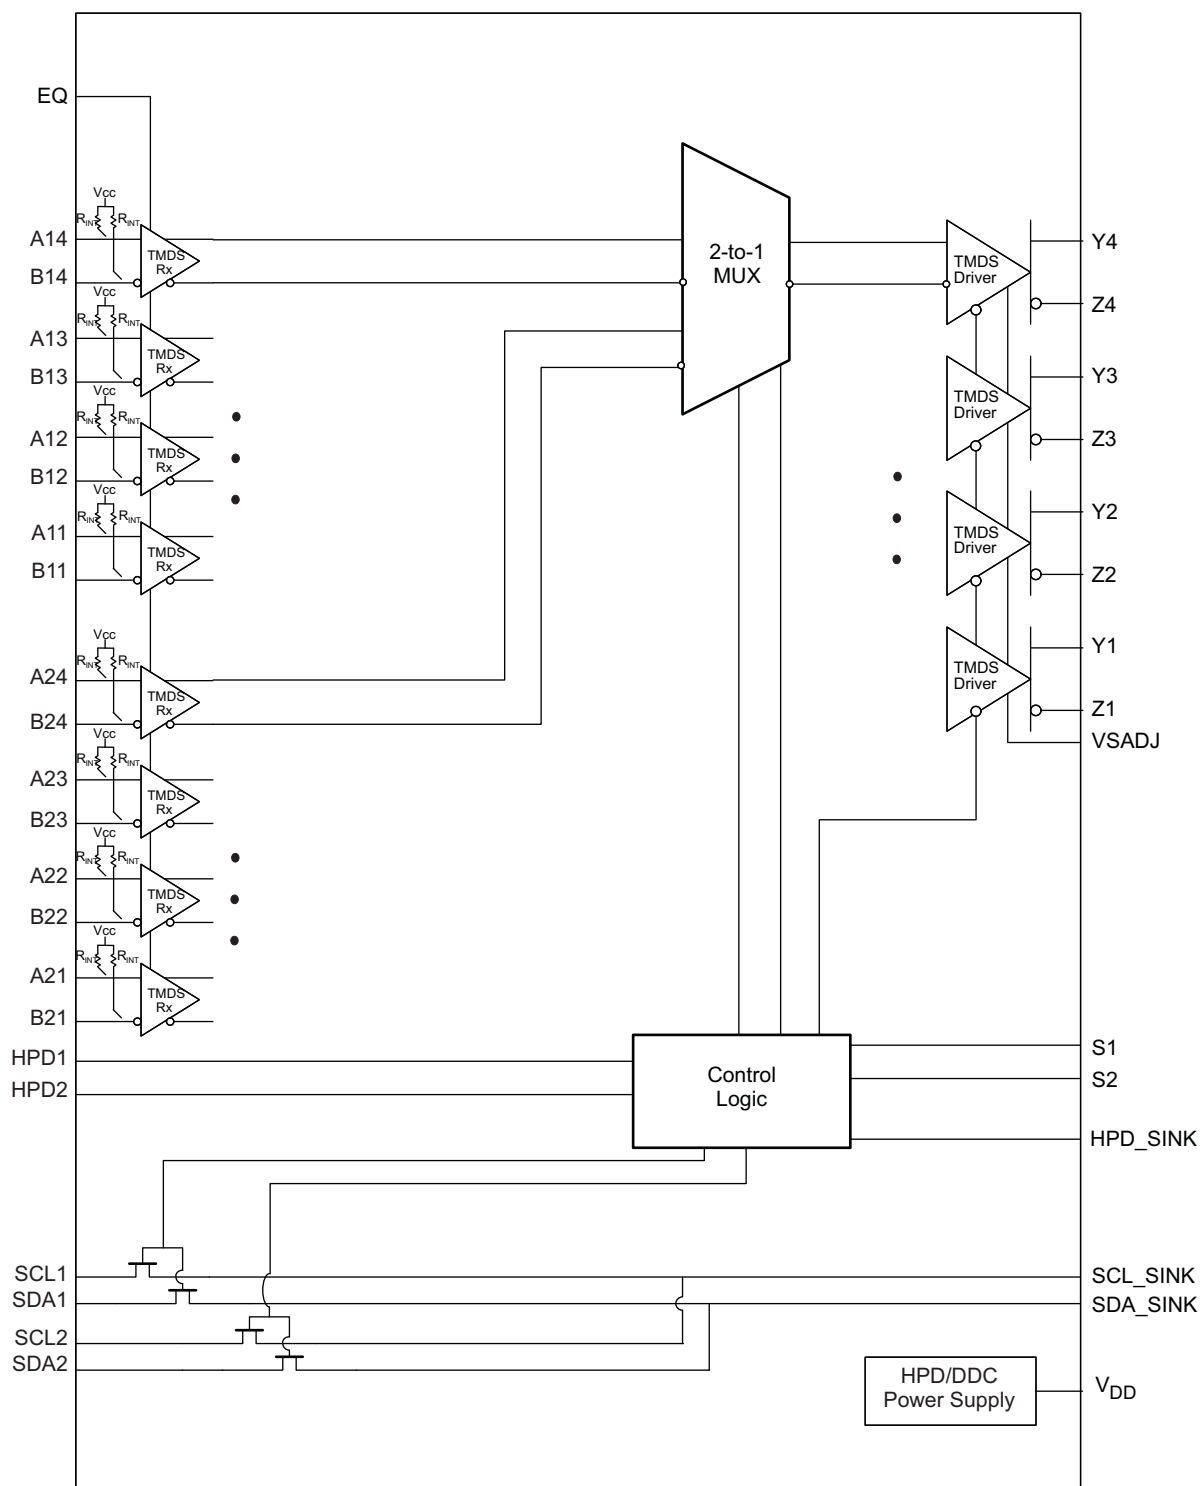 EQ
Vcc
RINT RINT
A14
TMDS
Rx
B14
Vcc
RINT RINT
A13
TMDS
Rx
B13
Vcc
RINT RINT
A12
TMDS
Rx
B12
Vcc
RINT RINT
A11
TMDS
Rx
B11
Vcc
RINT RINT
A24
TMDS
Rx
B24
Vcc
RINT RINT
A23
TMDS
Rx
B23
Vcc
RINT RINT
A22
TMDS
Rx
B22
Vcc
RINT RINT
A21
TMDS
Rx
B21
HPD1
HPD2
2-to-1
MUX
TMDS
Driver
Y4
Z4
TMDS
Driver
Y3
Z3
TMDS
Driver
Y2
Z2
TMDS
Driver
Y1
Z1
VSADJ
Control
Logic
S1
S2
HPD_SINK
SCL1
SDA1
SCL2
SDA2
SCL_SINK
SDA_SINK
HPD/DDC
Power Supply
VDD